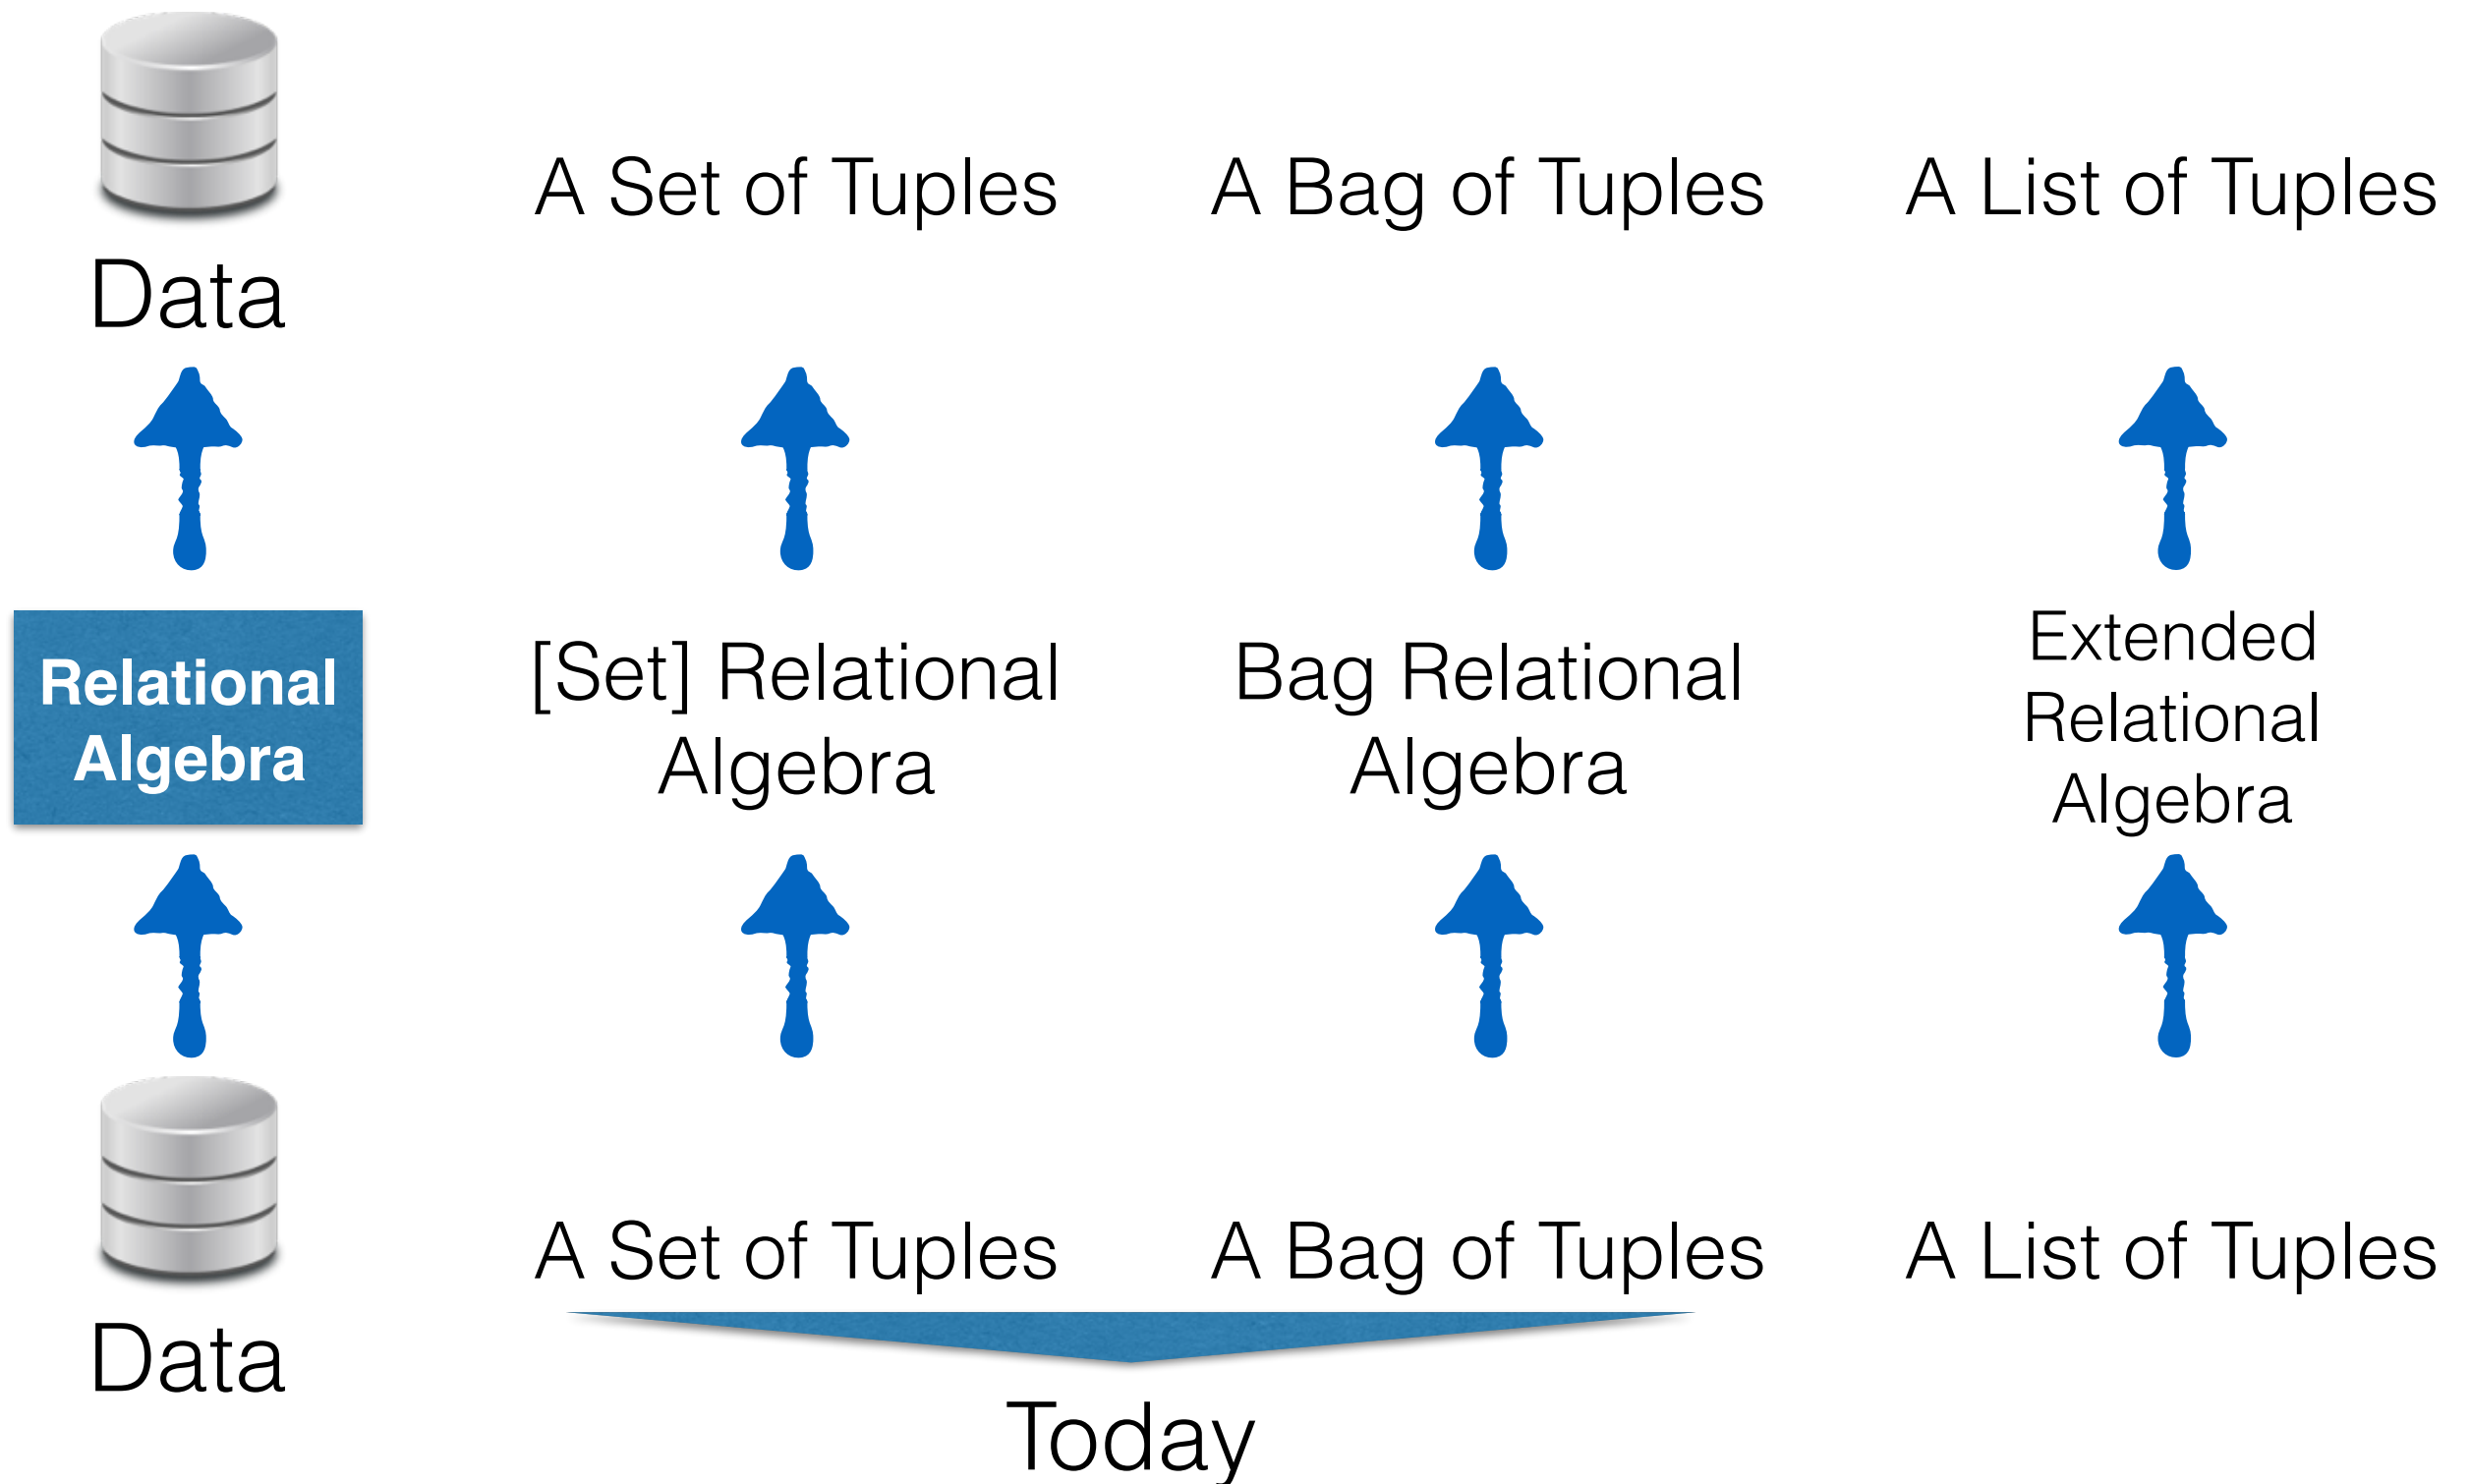 A Set of Tuples
A Bag of Tuples
A List of Tuples
Data
Relational
Algebra
[Set] Relational
Algebra
Bag Relational
Algebra
Extended
Relational
Algebra
A Set of Tuples
A Bag of Tuples
A List of Tuples
Data
Today